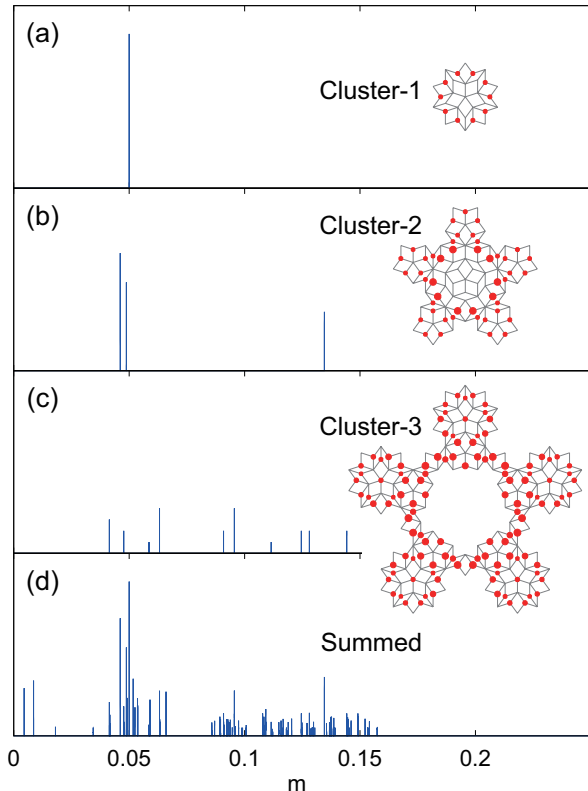 (a)
Cluster-1
(b)
Cluster-2
(c)
Cluster-3
(d)
Summed
0 0.05 0.1 0.15 0.2
m